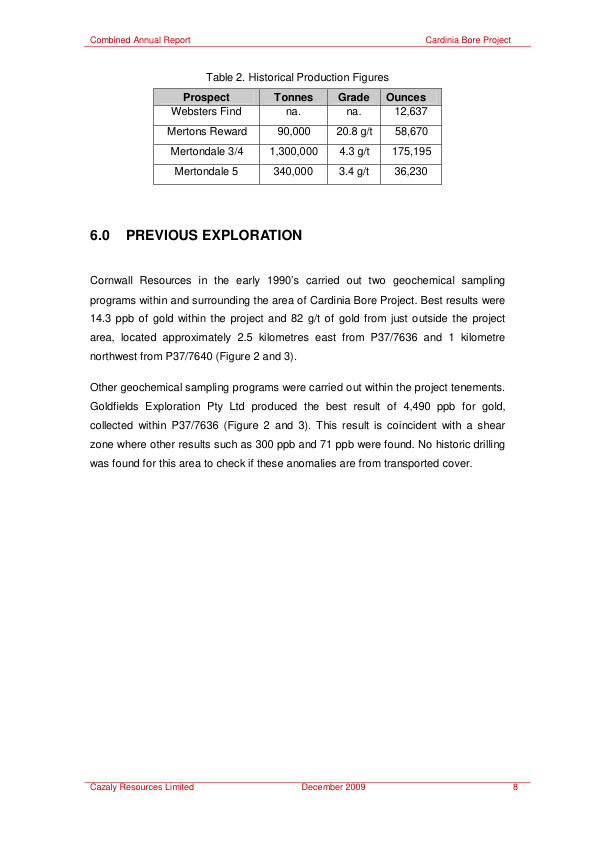 Combined Annual Report Cardinia Bore Project
Table 2. Historical Production Figures
Prospect Tonnes Grade Ounces
Websters Find na. na. 12,637
Mertons Reward 90,000 20.8 g/t 58,670
Mertondale 3/4 1,300,000 4.3 g/t 175,195
Mertondale 5 340,000 3.4 g/t 36,230
6.0 PREVIOUS EXPLORATION
Cornwall Resources in the early 1990's carried out two geochemical sampling
programs within and surrounding the area of Cardinia Bore Project. Best results were
14.3 ppb of gold within the project and 82 g/t of gold from just outside the project
area, located approximately 2.5 kilometres east from P37/7636 and 1 kilometre
northwest from P37/7640 (Figure 2 and 3).
Other geochemical sampling programs were carried out within the project tenements.
Goldfields Exploration Pty Ltd produced the best result of 4,490 ppb for gold,
collected within P37/7636 (Figure 2 and 3). This result is coincident with a shear
zone where other results such as 300 ppb and 71 ppb were found. No historic drilling
was found for this area to check if these anomalies are from transported cover.
Cazaly Resources Limited December 2009 8